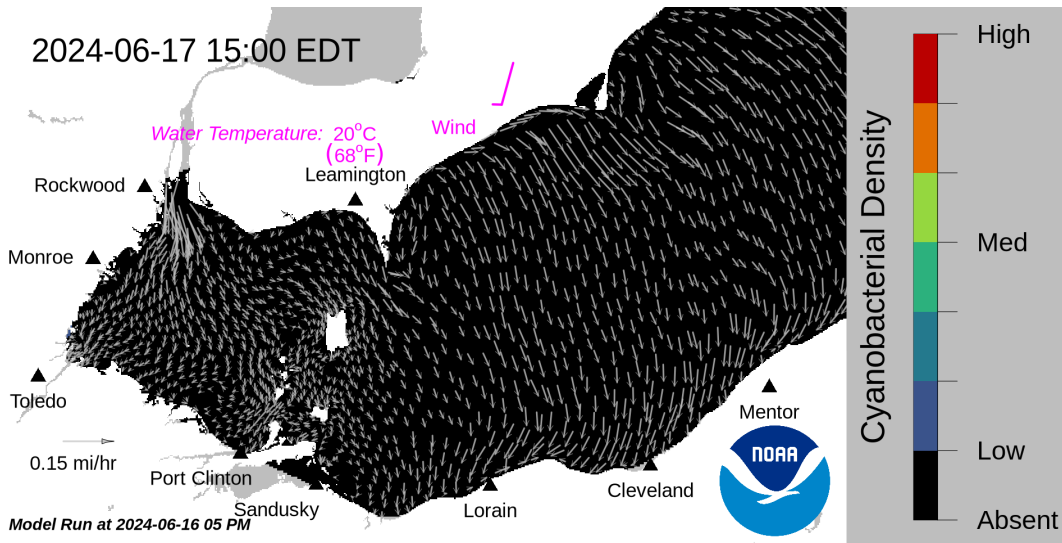 2024-06-17 15:00 EDT
Water Temperature: 20°C
(68°F)
Wind
Leamington
Rockwood
Monroe
Toledo
0.15 mi/hr
Port Clinton
Sandusky
Lorain
Cleveland
Mentor
NOAA
Model Run at 2024-06-16 05 PM
Cyanobacterial Density
High
Med
Low
Absent